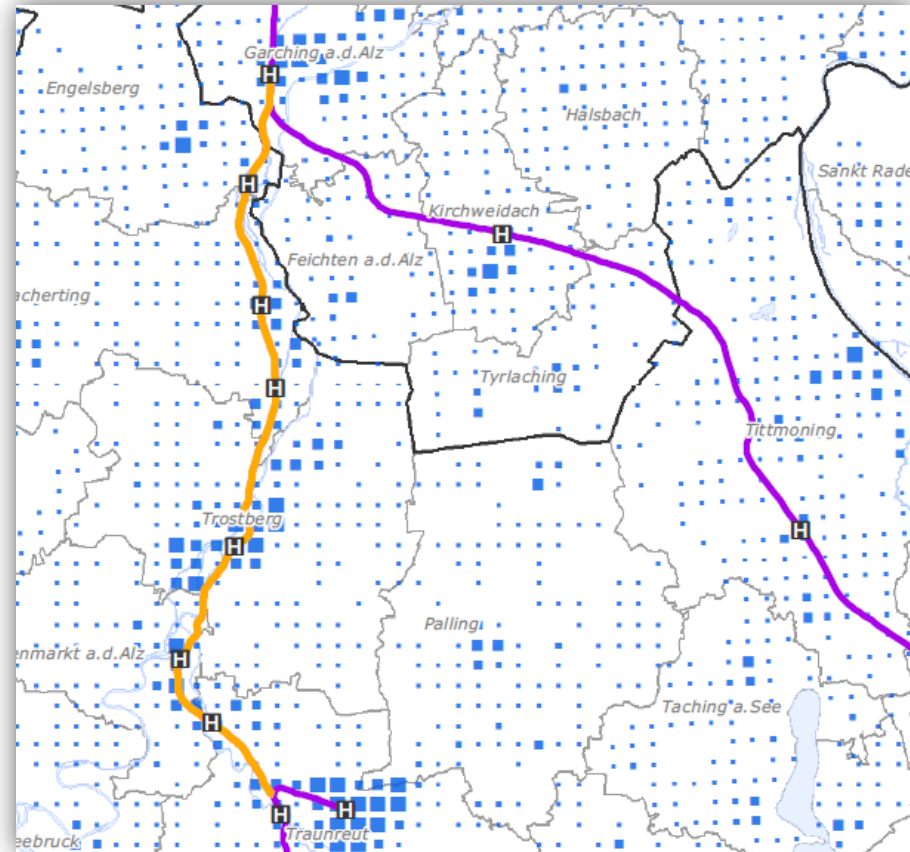 Garching a.d.Alz
H
Engelsberg
Halsbach
Sankt Rade
H
Kirchweidach
H
Feichten a.d.Alz
acherting
H
Tyrlaching
H
Tittmoning
Trostberg
H
H
Palling
enmarkt a.d.Alz
H
Taching a.See
H
H
H
Traunreut
eebruck